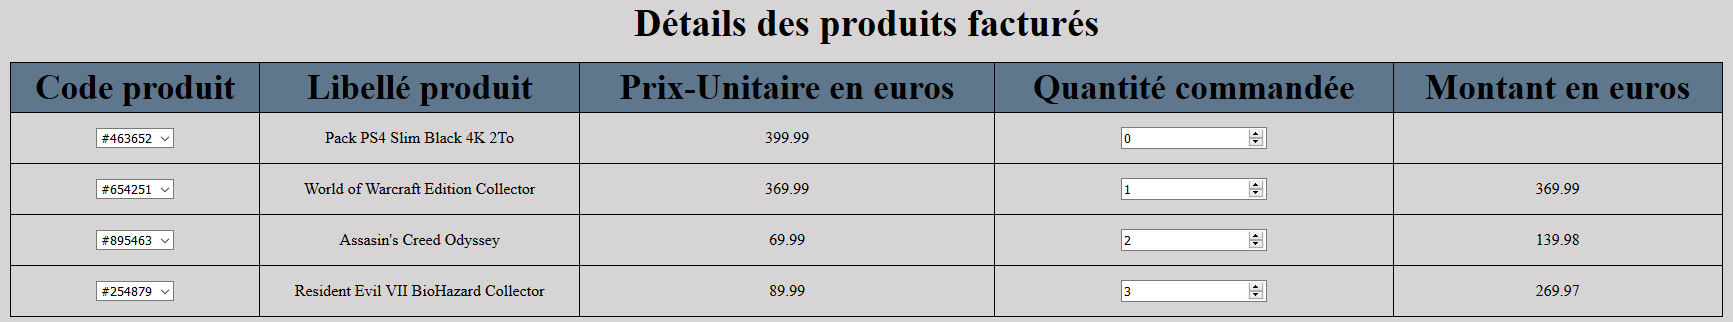 Détails des produits facturés
Code produit Libellé produit Prix-Unitaire en euros Quantité commandée Montant en euros
#463652 Pack PS4 Slim Black 4K 2To 399.99 0
#654251 World of Warcraft Edition Collector 369.99 1 369.99
#895463 Assasin's Creed Odyssey 69.99 2 139.98
#254879 Resident Evil VII BioHazard Collector 89.99 3 269.97